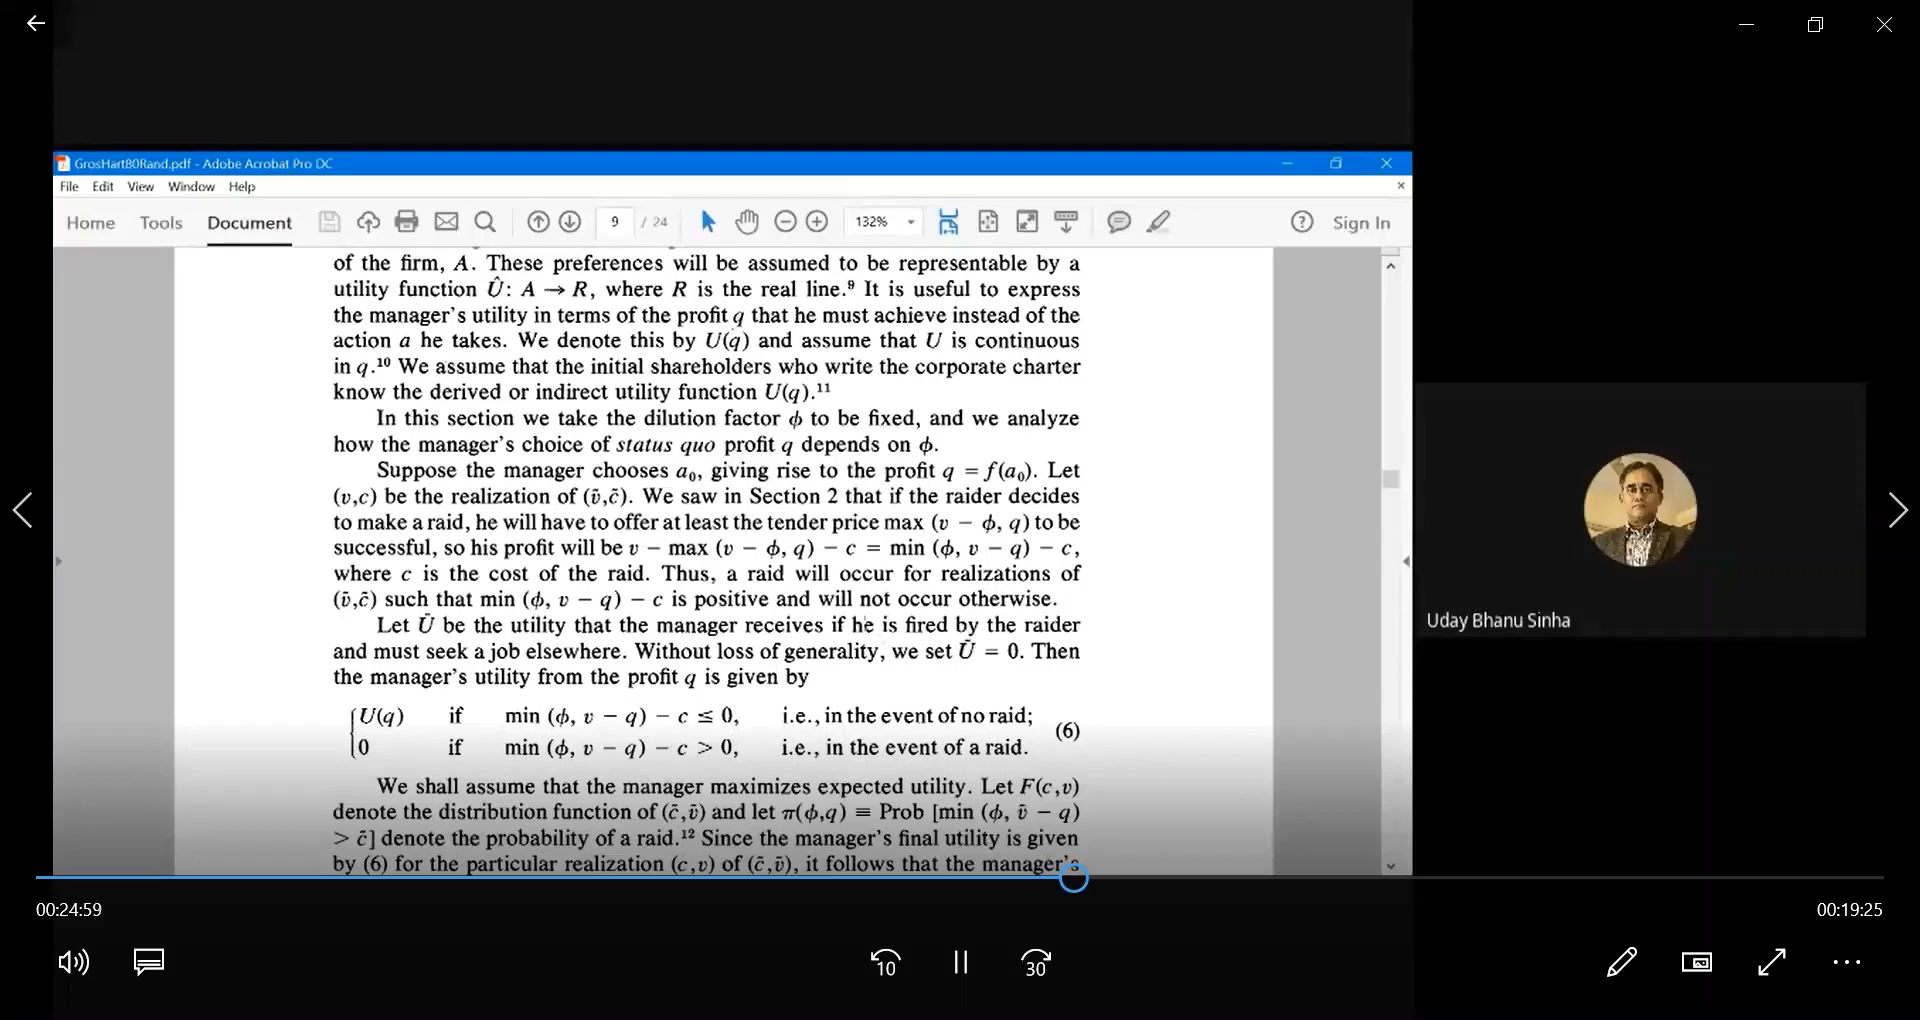 GrosHart80Rand.pdf - Adobe Acrobat Pro DC
File Edit View Window Help
Home Tools Document 9 / 24 132% Sign In
of the firm, A. These preferences will be assumed to be representable by a
utility function Û: A → R, where R is the real line.⁹ It is useful to express
the manager's utility in terms of the profit q that he must achieve instead of the
action a he takes. We denote this by U(q) and assume that U is continuous
in q.¹⁰ We assume that the initial shareholders who write the corporate charter
know the derived or indirect utility function U(q).¹¹
In this section we take the dilution factor ϕ to be fixed, and we analyze
how the manager's choice of status quo profit q depends on ϕ.
Suppose the manager chooses a₀, giving rise to the profit q = f(a₀). Let
(v,c) be the realization of (ṽ,c̃). We saw in Section 2 that if the raider decides
to make a raid, he will have to offer at least the tender price max (v − ϕ, q) to be
successful, so his profit will be v − max (v − ϕ, q) − c = min (ϕ, v − q) − c,
where c is the cost of the raid. Thus, a raid will occur for realizations of
(ṽ,c̃) such that min (ϕ, v − q) − c is positive and will not occur otherwise.
Let Ū be the utility that the manager receives if he is fired by the raider
and must seek a job elsewhere. Without loss of generality, we set Ū = 0. Then
the manager's utility from the profit q is given by
{U(q) if min (ϕ, v − q) − c ≤ 0, i.e., in the event of no raid;
{0 if min (ϕ, v − q) − c > 0, i.e., in the event of a raid. (6)
We shall assume that the manager maximizes expected utility. Let F(c,v)
denote the distribution function of (c̃,ṽ) and let π(ϕ,q) ≡ Prob [min (ϕ, ṽ − q)
> c̃] denote the probability of a raid.¹² Since the manager's final utility is given
by (6) for the particular realization (c,v) of (c̃,ṽ), it follows that the manager's
Uday Bhanu Sinha
00:24:59 00:19:25
10 30